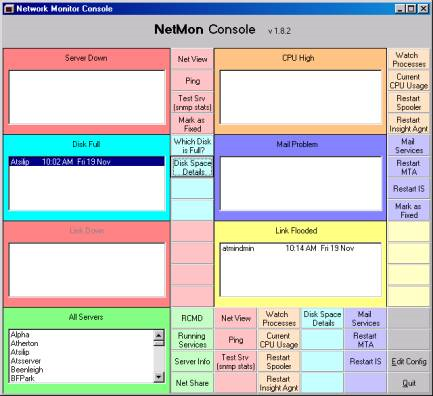 Network Monitor Console
NetMon Console v 1.8.2
Server Down
Net View
Ping
Test Srv
(snmp stats)
Mark as
Fixed
CPU High
Watch
Processes
Current
CPU Usage
Restart
Spooler
Restart
Insight Agnt
Disk Full
Atslip 10:02 AM Fri 19 Nov
Which Disk
is Full?
Disk Space
Details
Mail Problem
Mail
Services
Restart
MTA
Restart IS
Mark as
Fixed
Link Down
Link Flooded
atmindmin 10:14 AM Fri 19 Nov
All Servers
Alpha
Atherton
Atslip
Atsserver
Beenleigh
BFPark
RCMD
Net View
Watch
Processes
Disk Space
Details
Mail
Services
Running
Services
Ping
Current
CPU Usage
Restart
MTA
Server Info
Test Srv
(snmp stats)
Restart
Spooler
Restart IS
Edit Config
Net Share
Restart
Insight Agnt
Quit